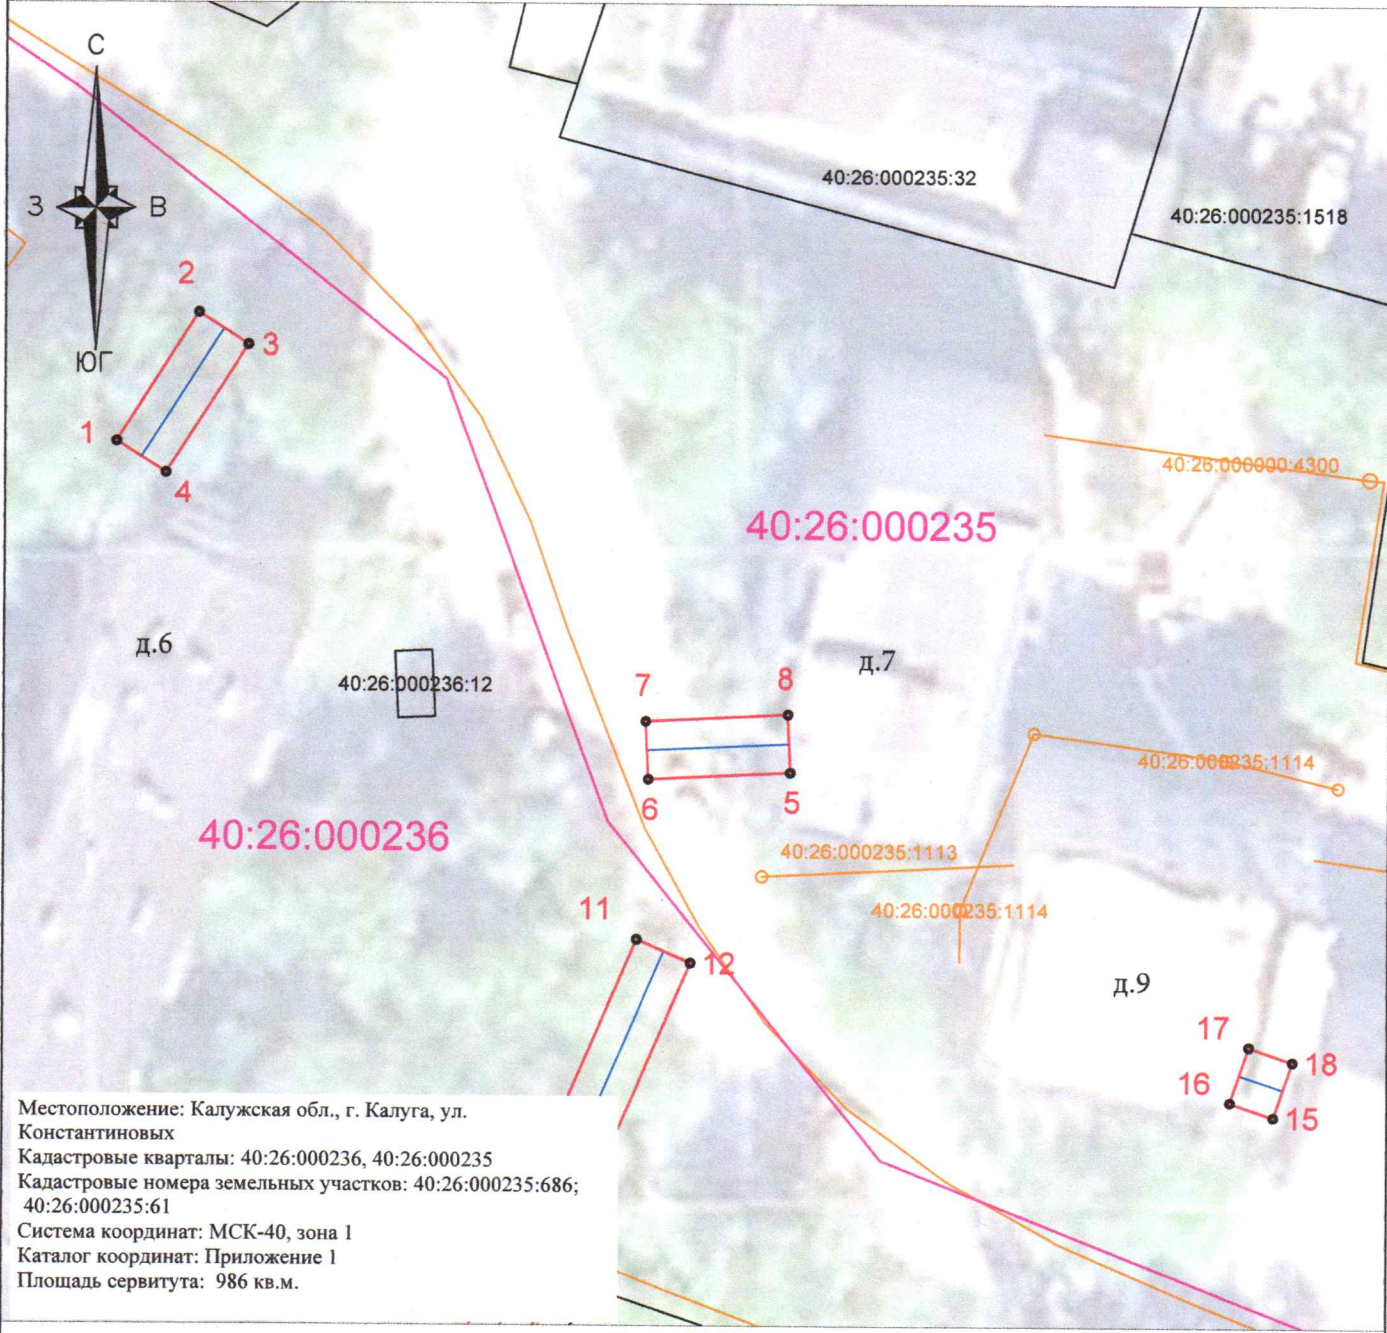 С
З
В
ЮГ
40:26:000235:32
40:26:000235:1518
2
3
1
4
40:26:000000:4300
40:26:000235
д.6
40:26:000236:12
7
8
д.7
6
5
40:26:000235:1114
40:26:000236
40:26:000235:1113
40:26:000235:1114
11
12
д.9
17
18
16
15
Местоположение: Калужская обл., г. Калуга, ул.
Константиновых
Кадастровые кварталы: 40:26:000236, 40:26:000235
Кадастровые номера земельных участков: 40:26:000235:686;
40:26:000235:61
Система координат: МСК-40, зона 1
Каталог координат: Приложение 1
Площадь сервитута: 986 кв.м.